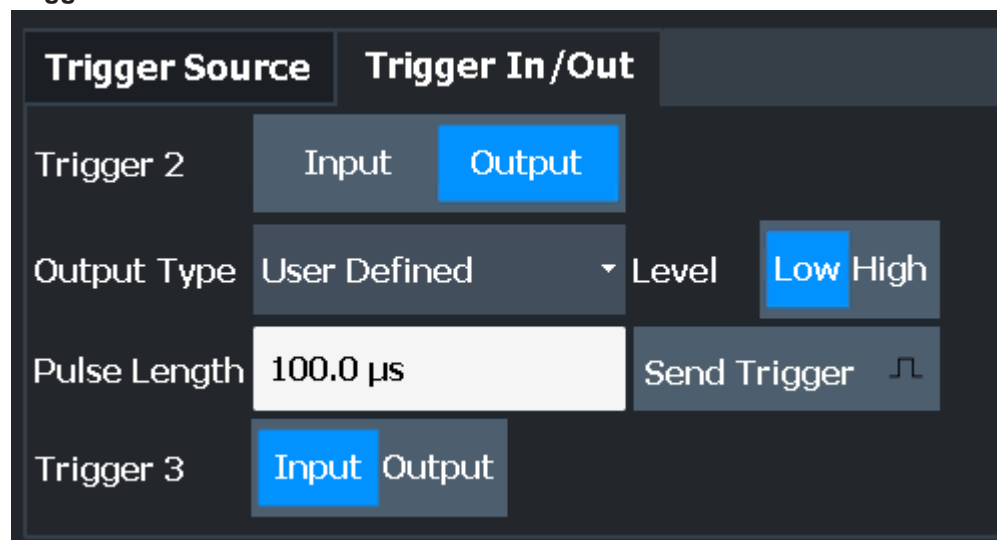 Trigger Source Trigger In/Out
Trigger 2 Input Output
Output Type User Defined Level Low High
Pulse Length 100.0 µs Send Trigger
Trigger 3 Input Output